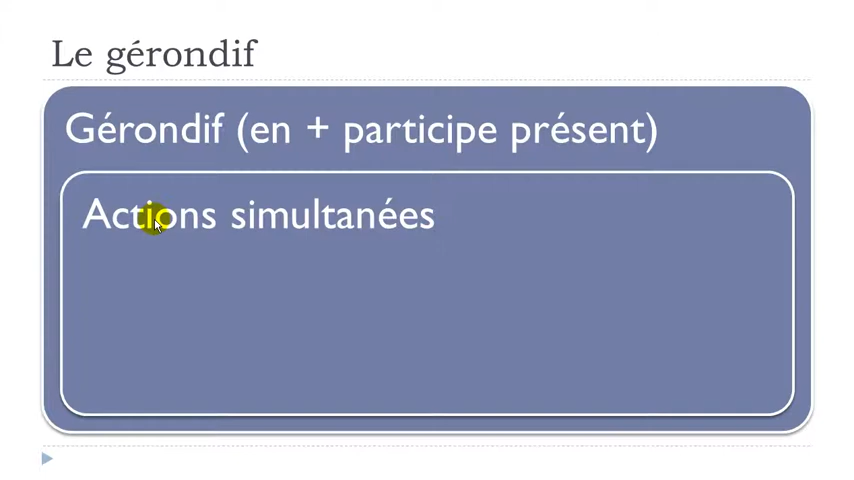 Le gérondif
Gérondif (en + participe présent)
Actions simultanées